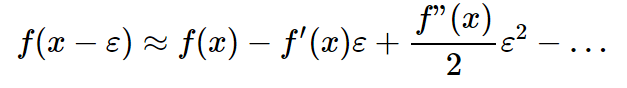 f(x − ε) ≈ f(x) − f′(x)ε + f”(x)/2 ε² − …